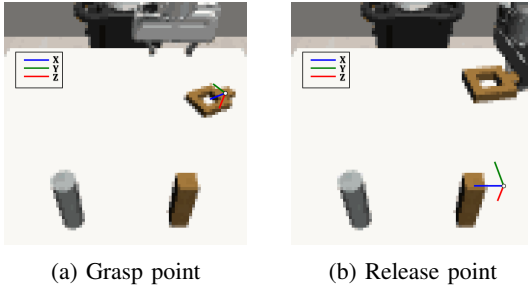 X
Y
Z
X
Y
Z
(a) Grasp point
(b) Release point